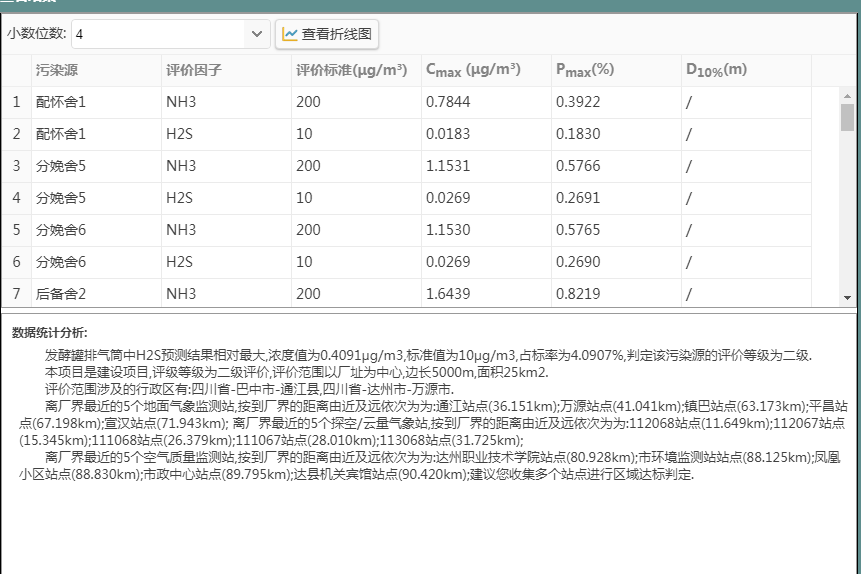 小数位数: 4 查看折线图
污染源 评价因子 评价标准(μg/m³) Cmax (μg/m³) Pmax(%) D10%(m)
1 配怀舍1 NH3 200 0.7844 0.3922 /
2 配怀舍1 H2S 10 0.0183 0.1830 /
3 分娩舍5 NH3 200 1.1531 0.5766 /
4 分娩舍5 H2S 10 0.0269 0.2691 /
5 分娩舍6 NH3 200 1.1530 0.5765 /
6 分娩舍6 H2S 10 0.0269 0.2690 /
7 后备舍2 NH3 200 1.6439 0.8219 /
数据统计分析:
发酵罐排气筒中H2S预测结果相对最大,浓度值为0.4091μg/m3,标准值为10μg/m3,占标率为4.0907%,判定该污染源的评价等级为二级.
本项目是建设项目,评级等级为二级评价,评价范围以厂址为中心,边长5000m,面积25km2.
评价范围涉及的行政区有:四川省-巴中市-通江县,四川省-达州市-万源市.
离厂界最近的5个地面气象监测站,按到厂界的距离由近及远依次为为:通江站点(36.151km);万源站点(41.041km);镇巴站点(63.173km);平昌站
点(67.198km);宣汉站点(71.943km); 离厂界最近的5个探空/云量气象站,按到厂界的距离由近及远依次为为:112068站点(11.649km);112067站点
(15.345km);111068站点(26.379km);111067站点(28.010km);113068站点(31.725km);
离厂界最近的5个空气质量监测站,按到厂界的距离由近及远依次为为:达州职业技术学院站点(80.928km);市环境监测站站点(88.125km);凤凰
小区站点(88.830km);市政中心站点(89.795km);达县机关宾馆站点(90.420km);建议您收集多个站点进行区域达标判定.